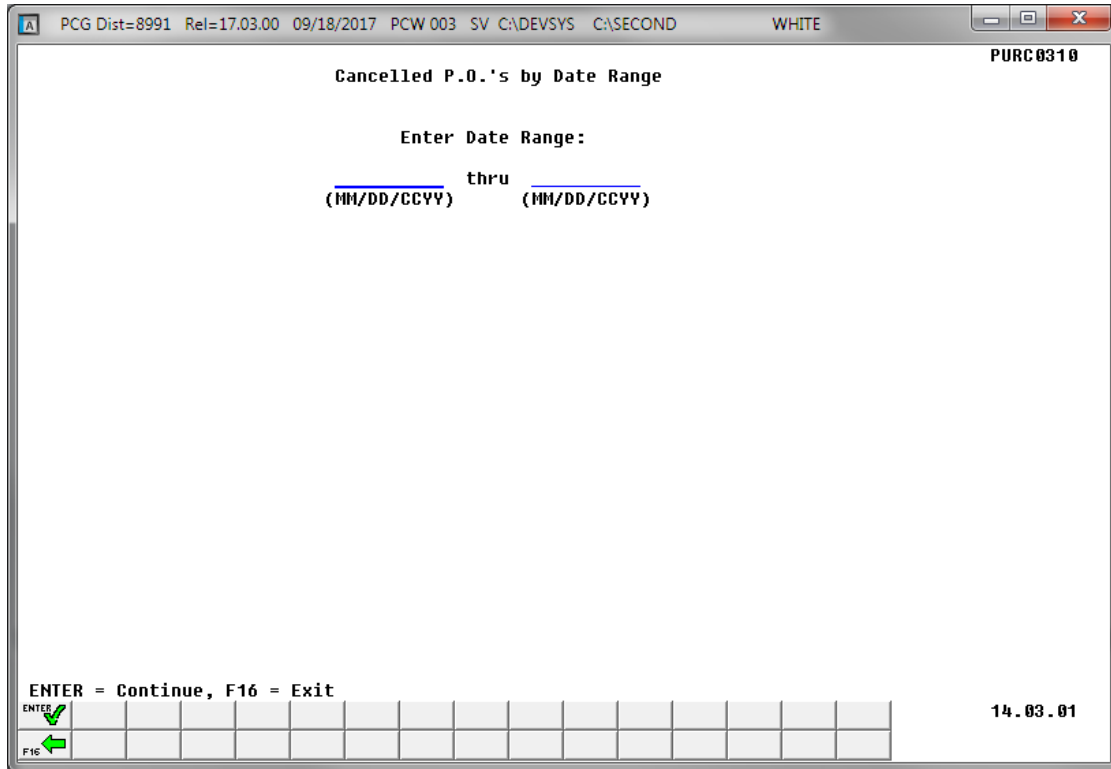 A PCG Dist=8991 Rel=17.03.00 09/18/2017 PCW 003 SV C:\DEVSYS C:\SECOND WHITE
PURC0310
Cancelled P.O.'s by Date Range
Enter Date Range:
thru
(MM/DD/CCYY) (MM/DD/CCYY)
ENTER = Continue, F16 = Exit
ENTER
14.03.01
F16